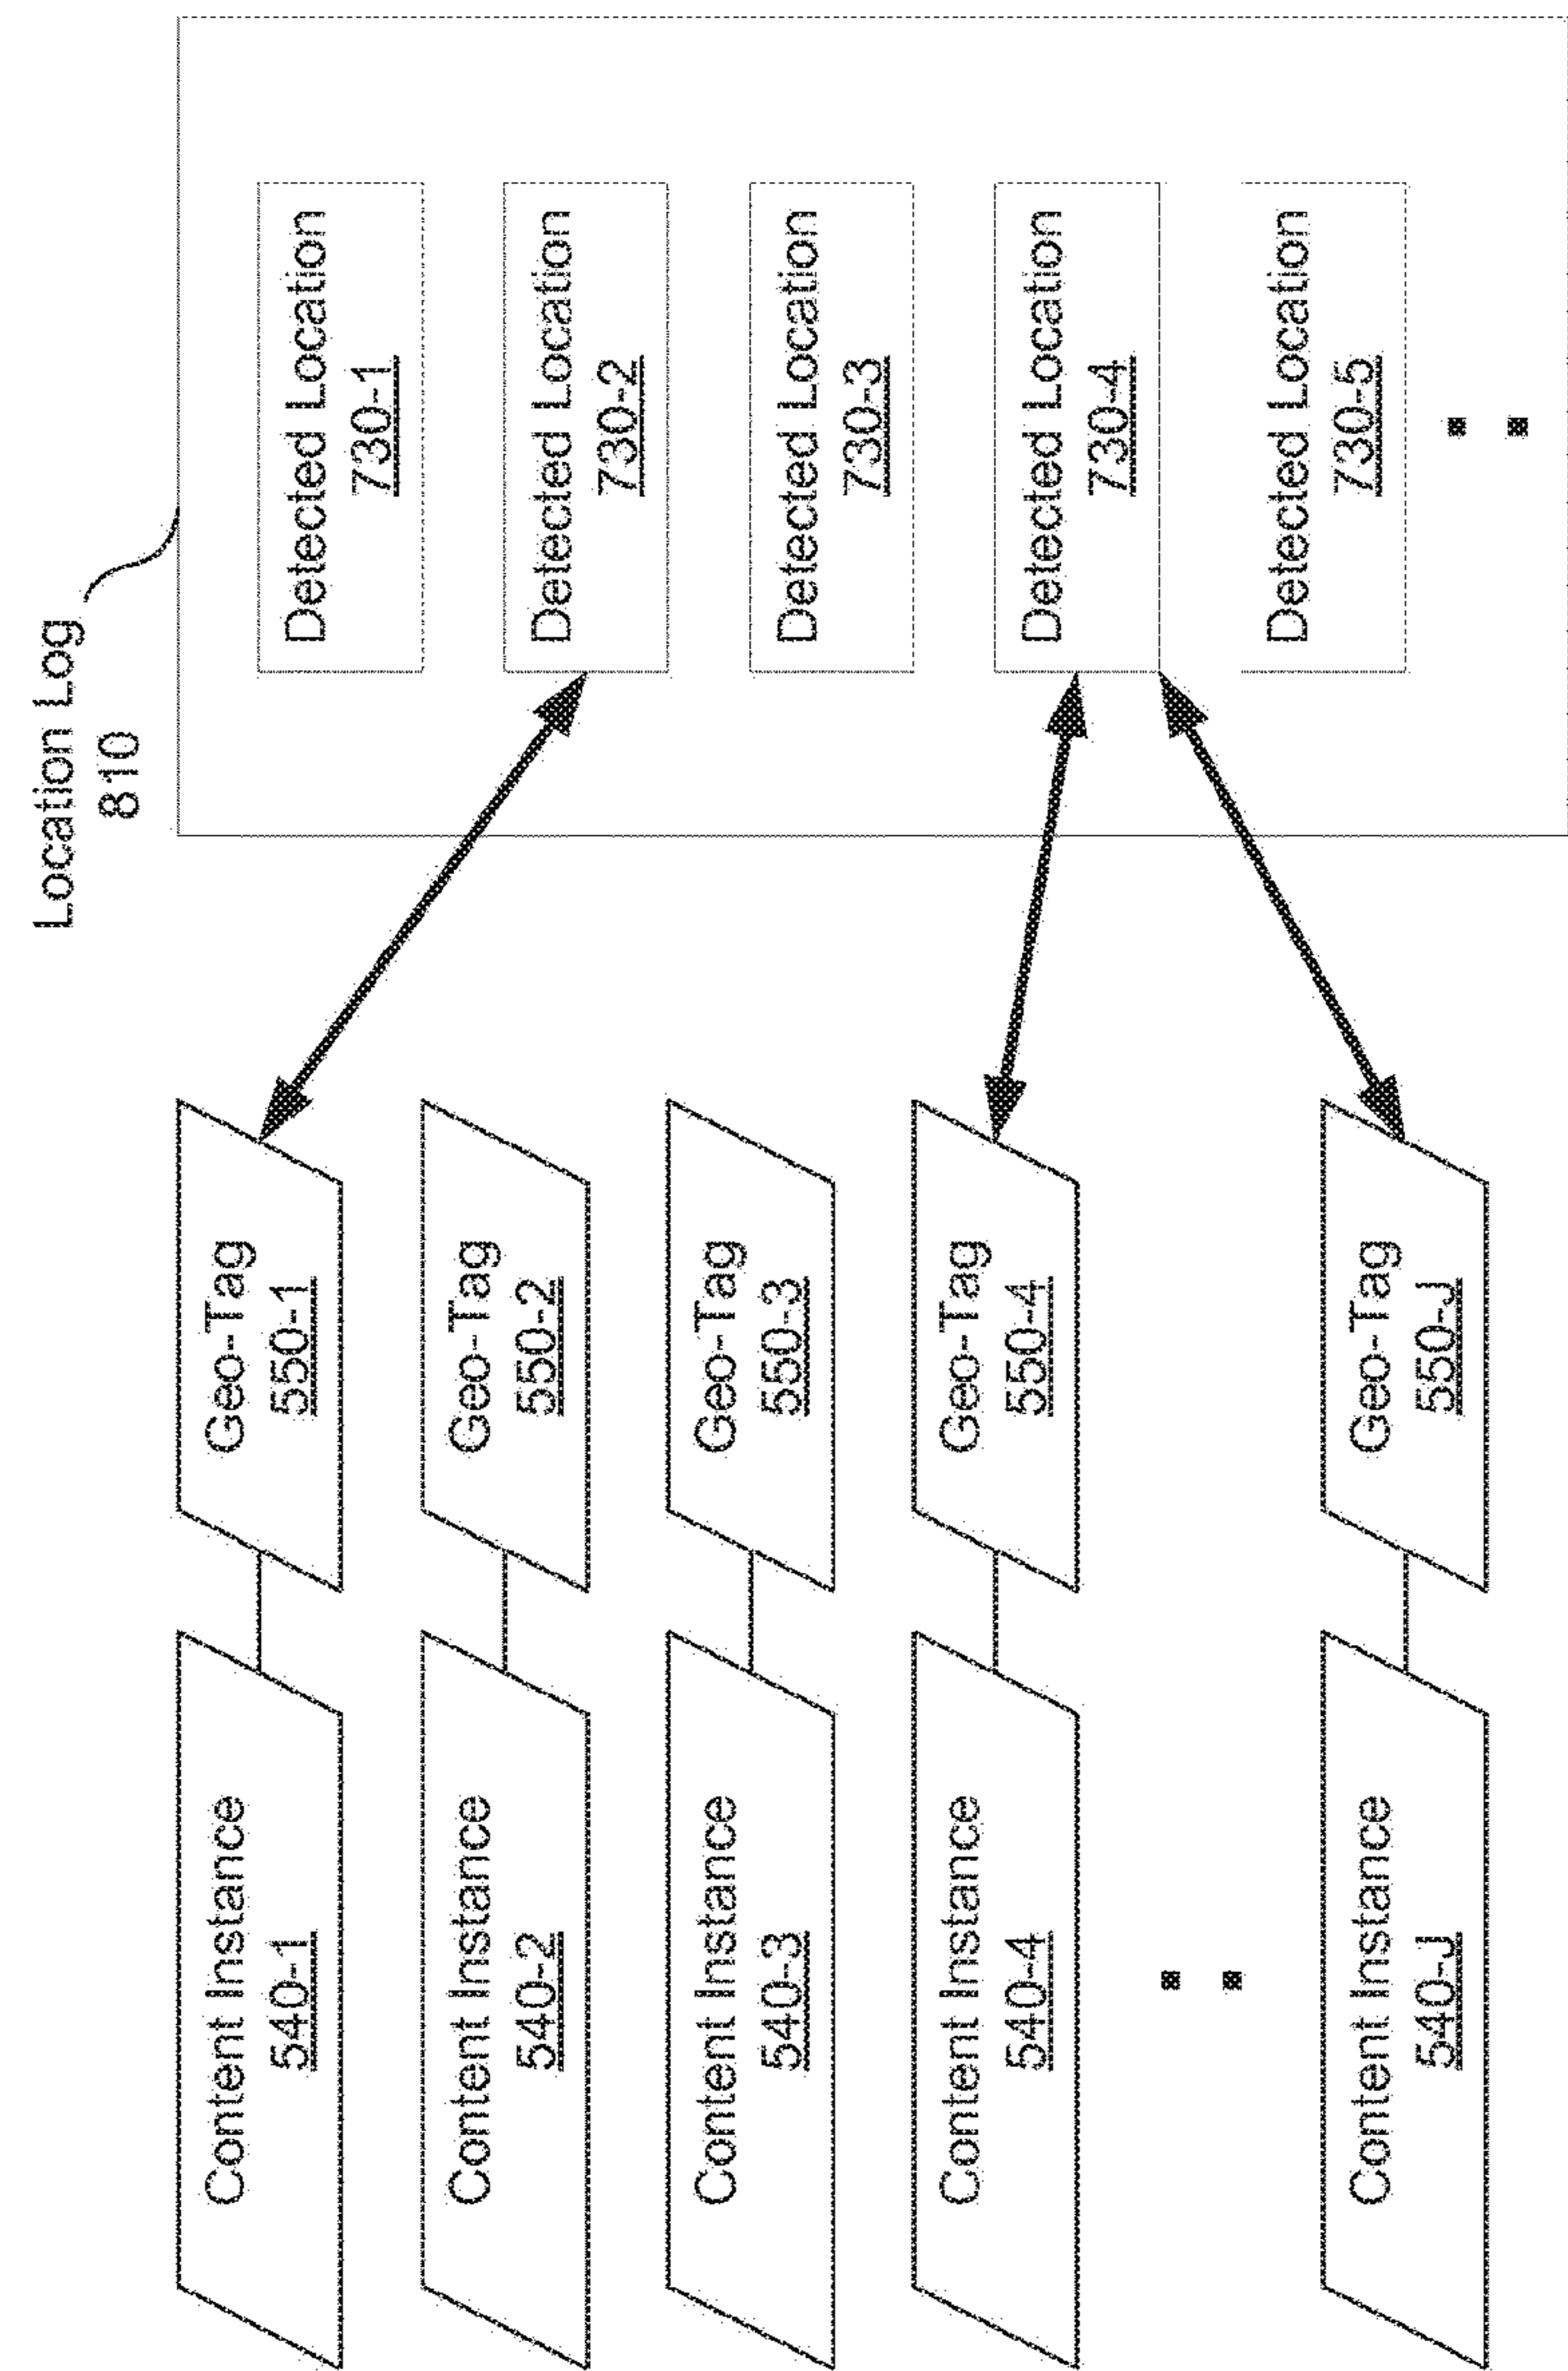 Location Log
810
Content Instance
540-1
Geo-Tag
550-1
Detected Location
730-1
Content Instance
540-2
Geo-Tag
550-2
Detected Location
730-2
Content Instance
540-3
Geo-Tag
550-3
Detected Location
730-3
Content Instance
540-4
Geo-Tag
550-4
Detected Location
730-4
Content Instance
540-J
Geo-Tag
550-J
Detected Location
730-5